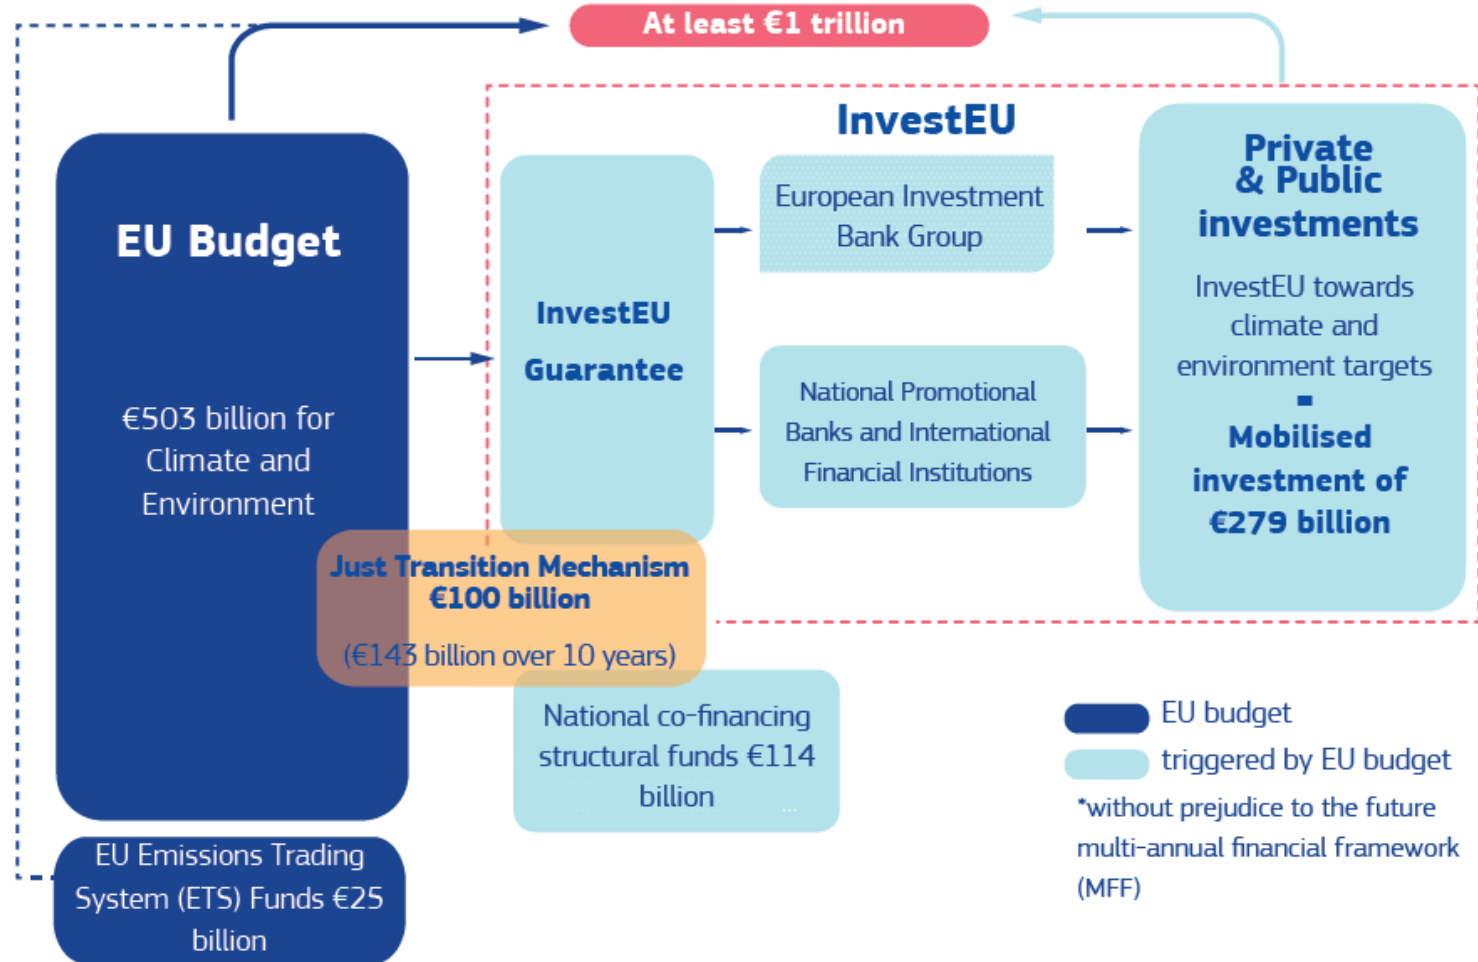 At least €1 trillion
EU Budget
€503 billion for
Climate and
Environment
InvestEU
InvestEU
Guarantee
European Investment
Bank Group
National Promotional
Banks and International
Financial Institutions
Private
& Public
investments
InvestEU towards
climate and
environment targets
=
Mobilised
investment of
€279 billion
Just Transition Mechanism
€100 billion
(€143 billion over 10 years)
National co-financing
structural funds €114
billion
...
EU Emissions Trading
System (ETS) Funds €25
billion
EU budget
triggered by EU budget
*without prejudice to the future
multi-annual financial framework
(MFF)